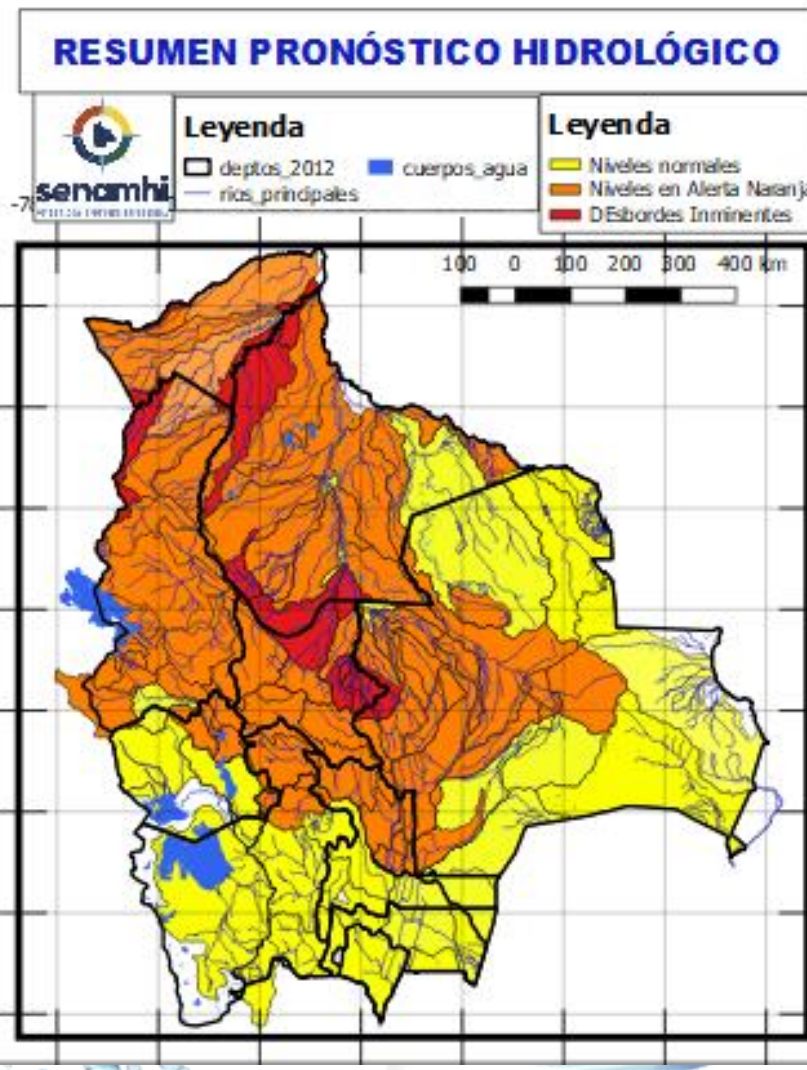 RESUMEN PRONÓSTICO HIDROLÓGICO
senamhi
Leyenda
deptos_2012
cuerpos_agua
rios_principales
Leyenda
Niveles normales
Niveles en Alerta Naranja
DEsbordes Inminentes
100 0 100 200 300 400 km